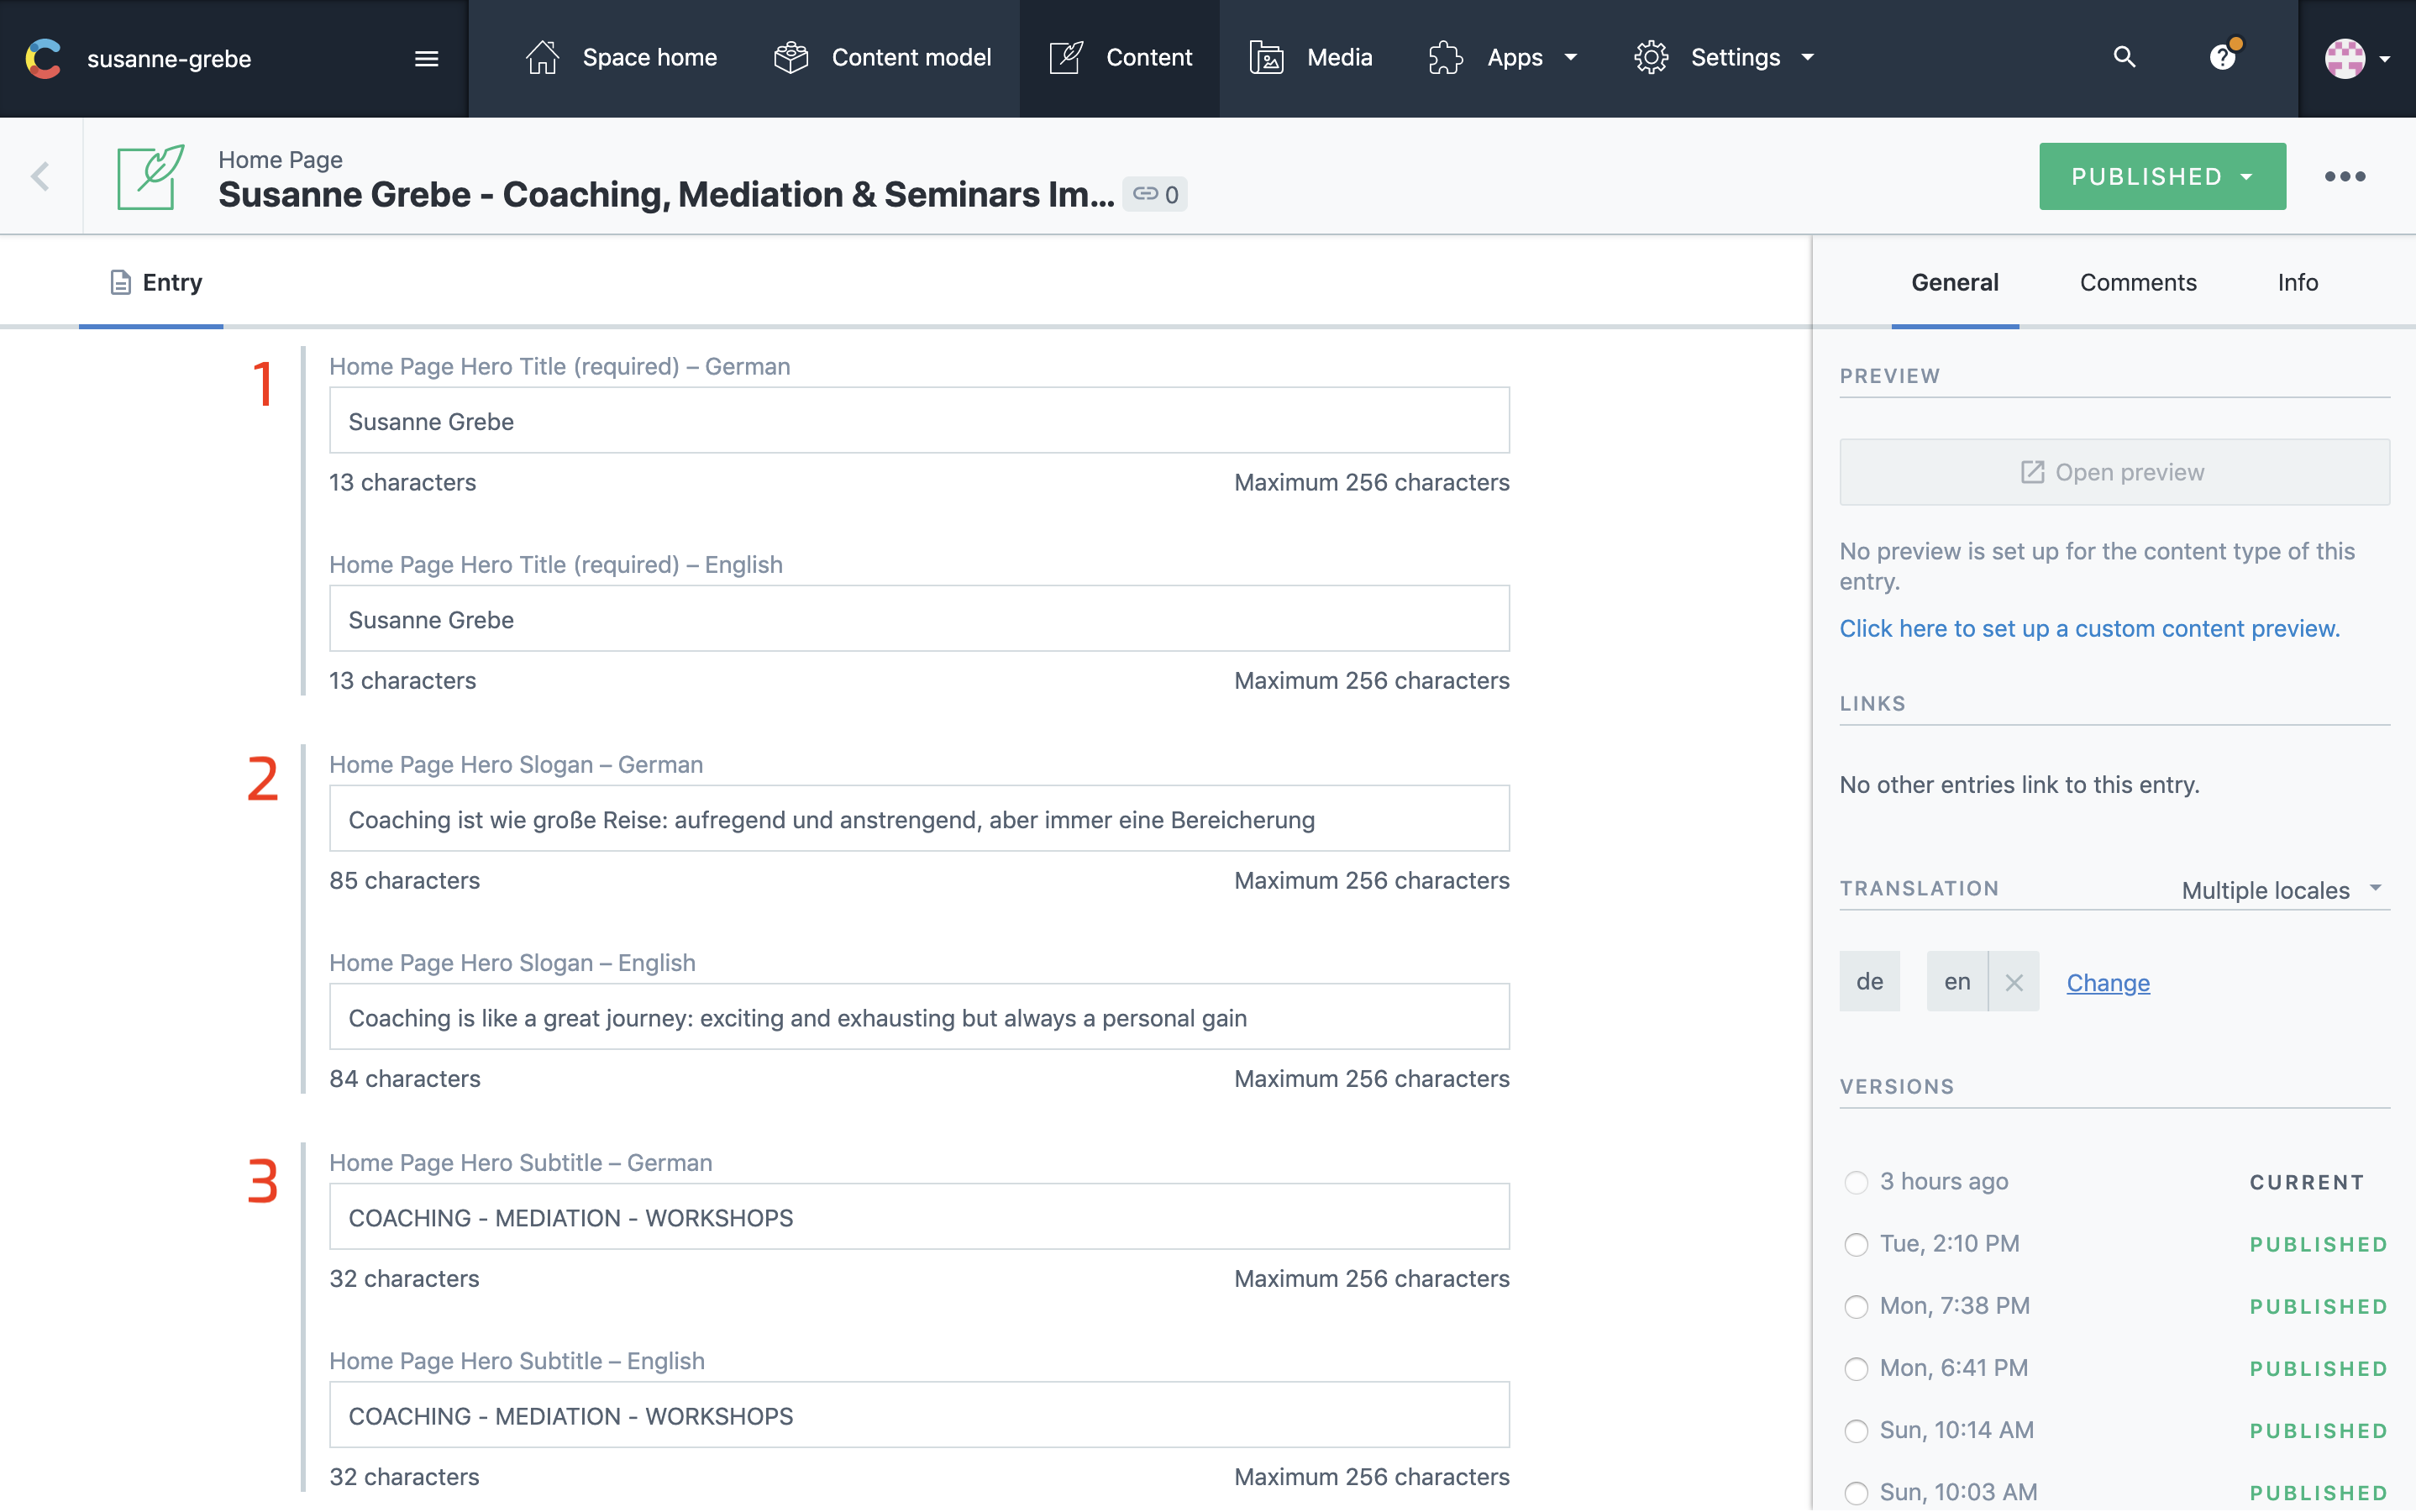 susanne-grebe
Space home
Content model
Content
Media
Apps
Settings
?
Home Page
Susanne Grebe - Coaching, Mediation & Seminars Im...
0
PUBLISHED
Entry
General
Comments
Info
1
Home Page Hero Title (required) – German
Susanne Grebe
13 characters
Maximum 256 characters
Home Page Hero Title (required) – English
Susanne Grebe
13 characters
Maximum 256 characters
2
Home Page Hero Slogan – German
Coaching ist wie große Reise: aufregend und anstrengend, aber immer eine Bereicherung
85 characters
Maximum 256 characters
Home Page Hero Slogan – English
Coaching is like a great journey: exciting and exhausting but always a personal gain
84 characters
Maximum 256 characters
3
Home Page Hero Subtitle – German
COACHING - MEDIATION - WORKSHOPS
32 characters
Maximum 256 characters
Home Page Hero Subtitle – English
COACHING - MEDIATION - WORKSHOPS
32 characters
Maximum 256 characters
PREVIEW
Open preview
No preview is set up for the content type of this
entry.
Click here to set up a custom content preview.
LINKS
No other entries link to this entry.
TRANSLATION
Multiple locales
de
en
Change
VERSIONS
3 hours ago
CURRENT
Tue, 2:10 PM
PUBLISHED
Mon, 7:38 PM
PUBLISHED
Mon, 6:41 PM
PUBLISHED
Sun, 10:14 AM
PUBLISHED
Sun, 10:03 AM
PUBLISHED